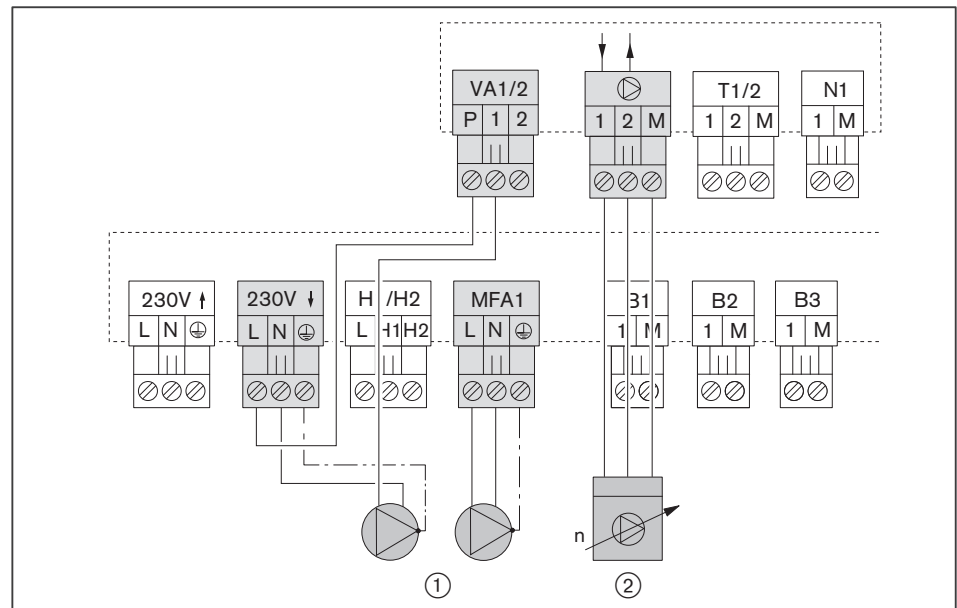 VA1/2 T1/2 N1
P 1 2 1 2 M 1 2 M 1 M
230V 230V H /H2 MFA1 B1 B2 B3
L N L N L H1 H2 L N 1 M 1 M 1 M
n
① ②